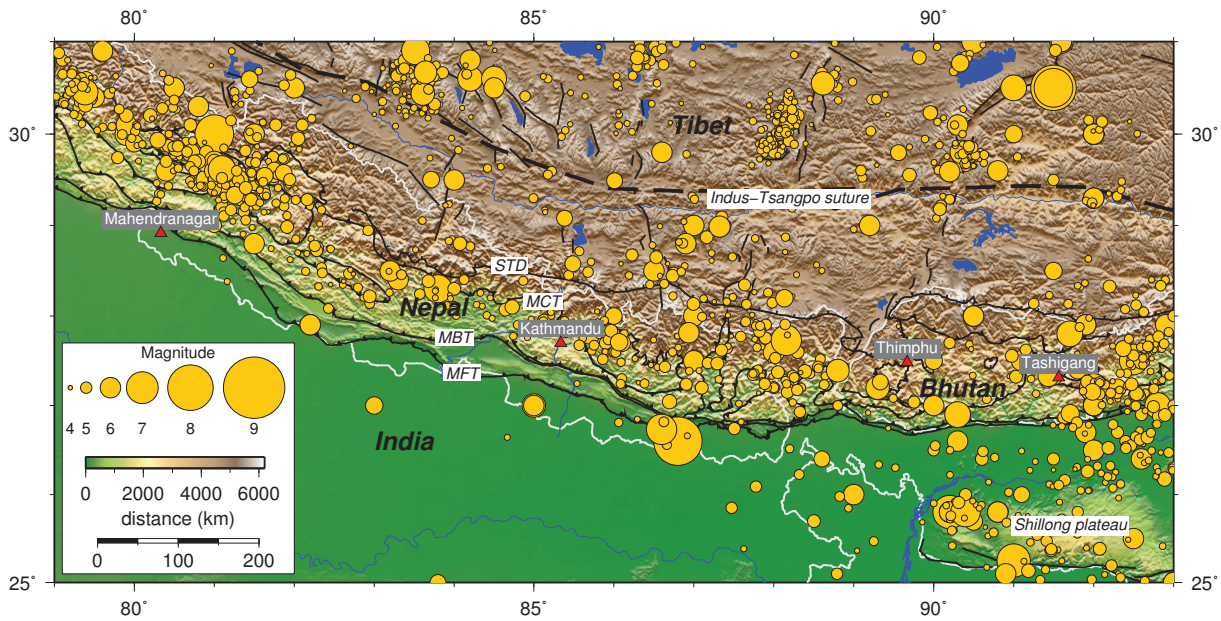 80° 85° 90°
30° 30°
Tibet
Indus–Tsangpo suture
Mahendranagar
STD
MCT
Nepal
Kathmandu
MBT
Thimphu
Tashigang
MFT
Bhutan
India
Magnitude
4 5 6 7 8 9
0 2000 4000 6000
distance (km)
0 100 200
Shillong plateau
25° 25°
80° 85° 90°